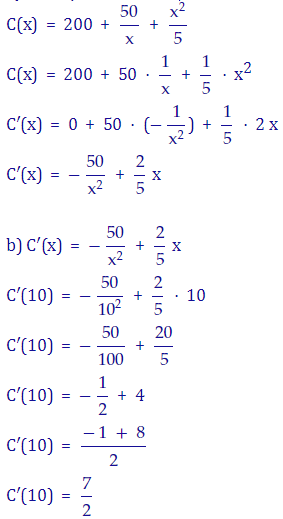 C(x) = 200 + 50/x + x²/5
C(x) = 200 + 50 · 1/x + 1/5 · x²
C′(x) = 0 + 50 · (− 1/x²) + 1/5 · 2 x
C′(x) = − 50/x² + 2/5 x
b) C′(x) = − 50/x² + 2/5 x
C′(10) = − 50/10² + 2/5 · 10
C′(10) = − 50/100 + 20/5
C′(10) = − 1/2 + 4
C′(10) = (−1 + 8)/2
C′(10) = 7/2